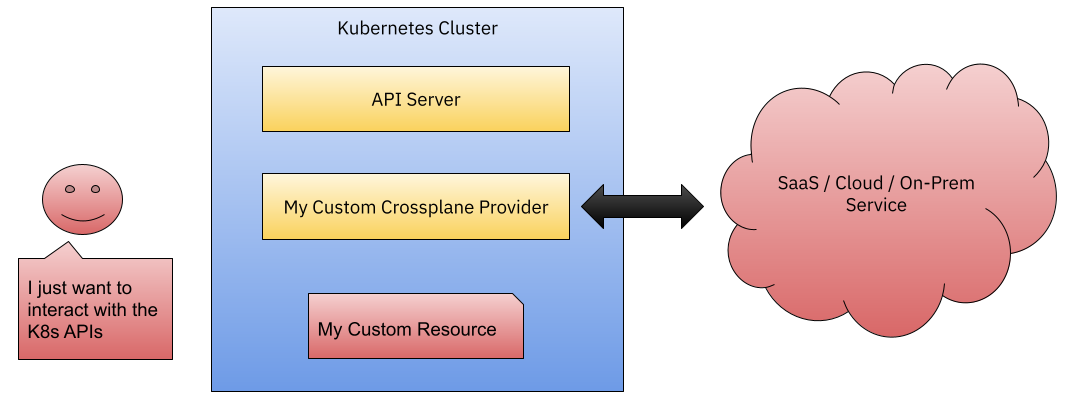 Kubernetes Cluster
API Server
My Custom Crossplane Provider
My Custom Resource
I just want to
interact with the
K8s APIs
SaaS / Cloud / On-Prem
Service